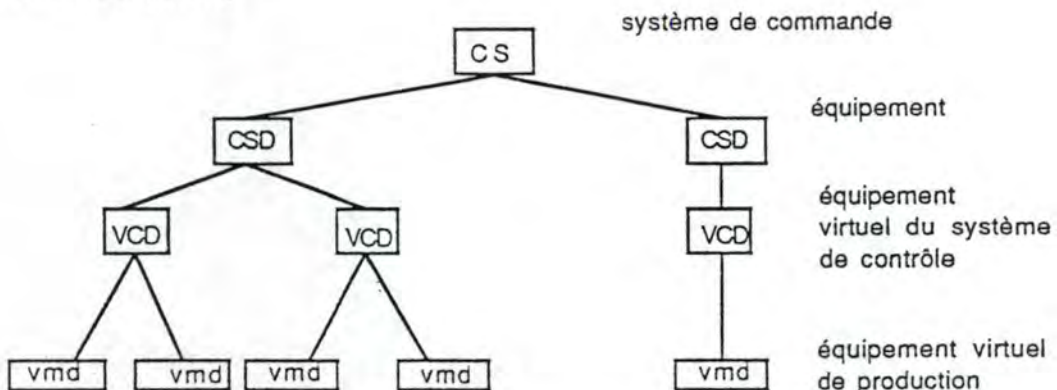 système de commande
CS
équipement
CSD
CSD
équipement
virtuel du système
de contrôle
VCD
VCD
VCD
équipement virtuel
de production
vmd
vmd
vmd
vmd
vmd